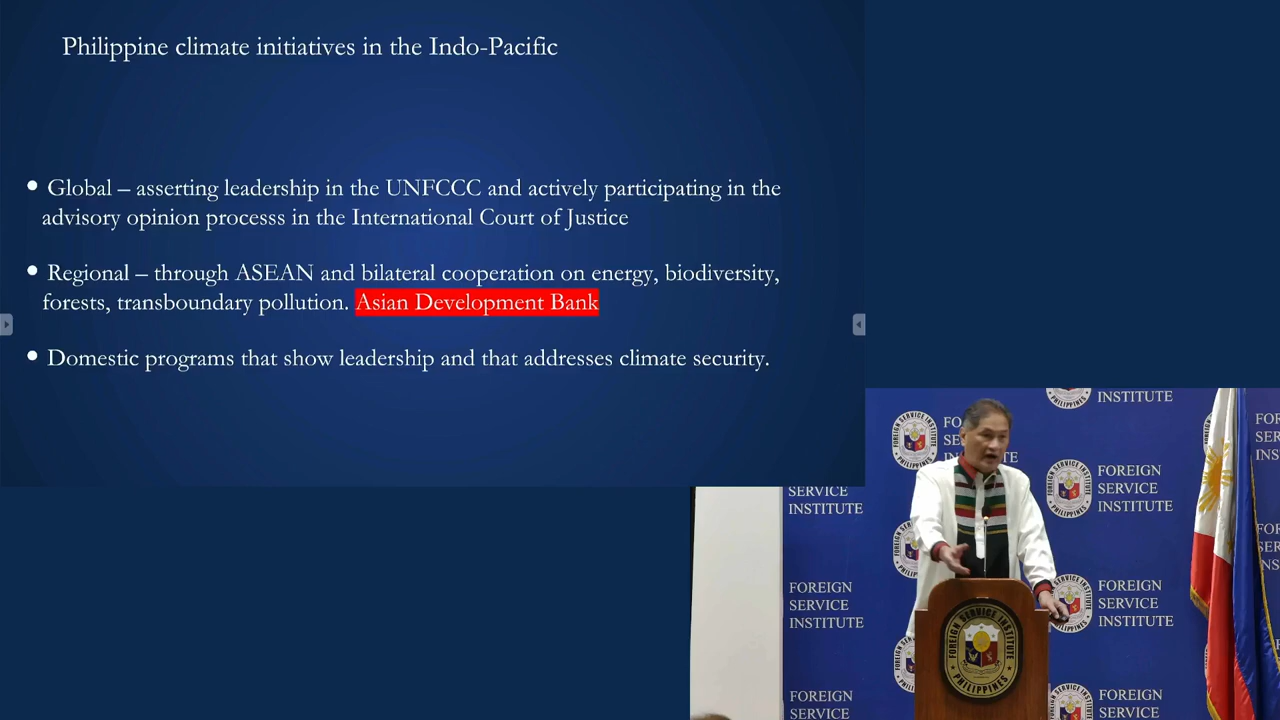 Philippine climate initiatives in the Indo-Pacific
Global – asserting leadership in the UNFCCC and actively participating in the
advisory opinion processs in the International Court of Justice
Regional – through ASEAN and bilateral cooperation on energy, biodiversity,
forests, transboundary pollution. Asian Development Bank
Domestic programs that show leadership and that addresses climate security.
INSTITUTE
FOREIGN
SERVICE
INSTITUTE
SERVICE
INSTITUTE
FOREIGN
SERVICE
INSTITUTE
FOREIGN
SERVICE
INSTITUTE
FOREIGN
SERVICE
FOREIGN
SERVICE
FOREIGN SERVICE INSTITUTE
PHILIPPINES